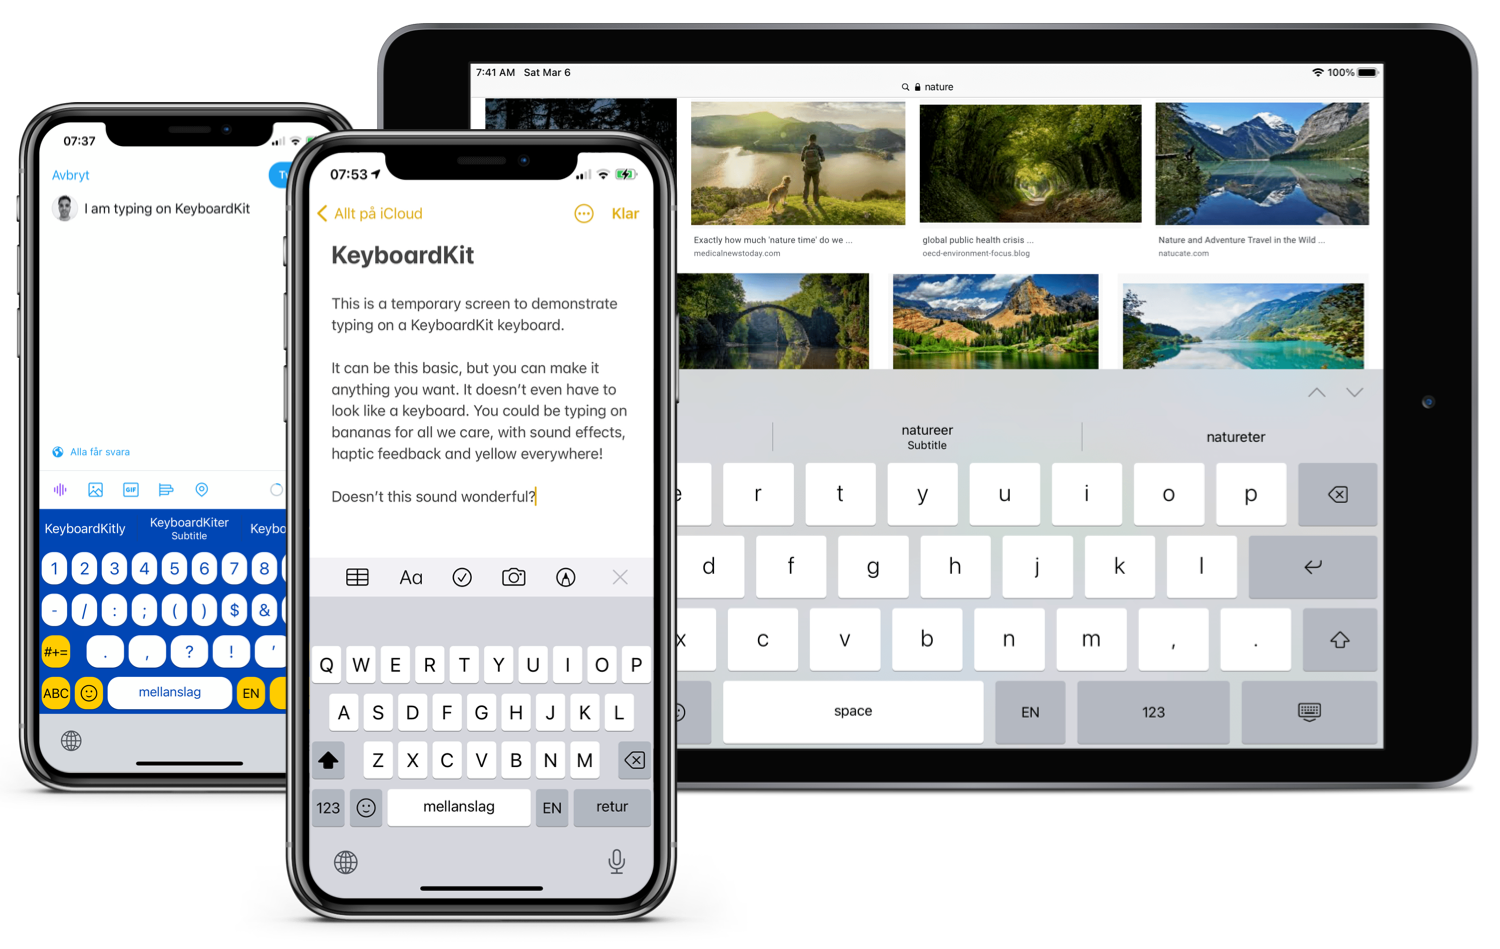 07:37
Avbryt
I am typing on KeyboardKit
Alla får svara
GIF
KeyboardKitly
KeyboardKiter
Subtitle
1 2 3 4 5 6 7 8
- / : ; ( ) $ &
#+= . , ? ! '
ABC mellanslag EN
07:53
Allt på iCloud
Klar
KeyboardKit
This is a temporary screen to demonstrate
typing on a KeyboardKit keyboard.
It can be this basic, but you can make it
anything you want. It doesn’t even have to
look like a keyboard. You could be typing on
bananas for all we care, with sound effects,
haptic feedback and yellow everywhere!
Doesn’t this sound wonderful?
Aa
Q W E R T Y U I O P
A S D F G H J K L
Z X C V B N M
123 mellanslag EN retur
7:41 AM Sat Mar 6
100%
nature
Exactly how much 'nature time' do we ...
medicalnewstoday.com
global public health crisis ...
oecd-environment-focus.blog
Nature and Adventure Travel in the Wild ...
natucate.com
natureer
Subtitle
natureter
e r t y u i o p
d f g h j k l
x c v b n m , .
space EN 123